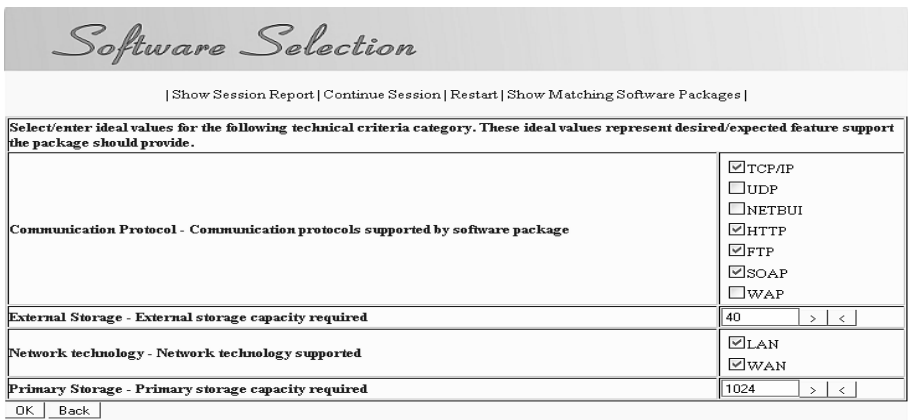 Software Selection
| Show Session Report | Continue Session | Restart | Show Matching Software Packages |
Select/enter ideal values for the following technical criteria category. These ideal values represent desired/expected feature support
the package should provide.
Communication Protocol - Communication protocols supported by software package
TCP/IP
UDP
NETBUI
HTTP
FTP
SOAP
WAP
External Storage - External storage capacity required
40 > <
Network technology - Network technology supported
LAN
WAN
Primary Storage - Primary storage capacity required
1024 > <
OK Back